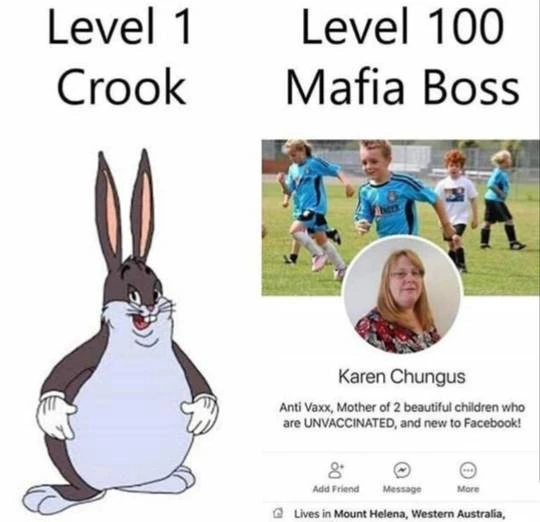 Level 1
Crook
Level 100
Mafia Boss
Karen Chungus
Anti Vaxx, Mother of 2 beautiful children who
are UNVACCINATED, and new to Facebook!
Add Friend
Message
More
Lives in Mount Helena, Western Australia,